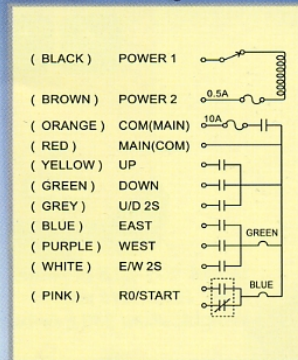 ( BLACK ) POWER 1
( BROWN ) POWER 2 0.5A
( ORANGE ) COM(MAIN) 10A
( RED ) MAIN(COM)
( YELLOW ) UP
( GREEN ) DOWN
( GREY ) U/D 2S
( BLUE ) EAST
GREEN
( PURPLE ) WEST
( WHITE ) E/W 2S
BLUE
( PINK ) R0/START